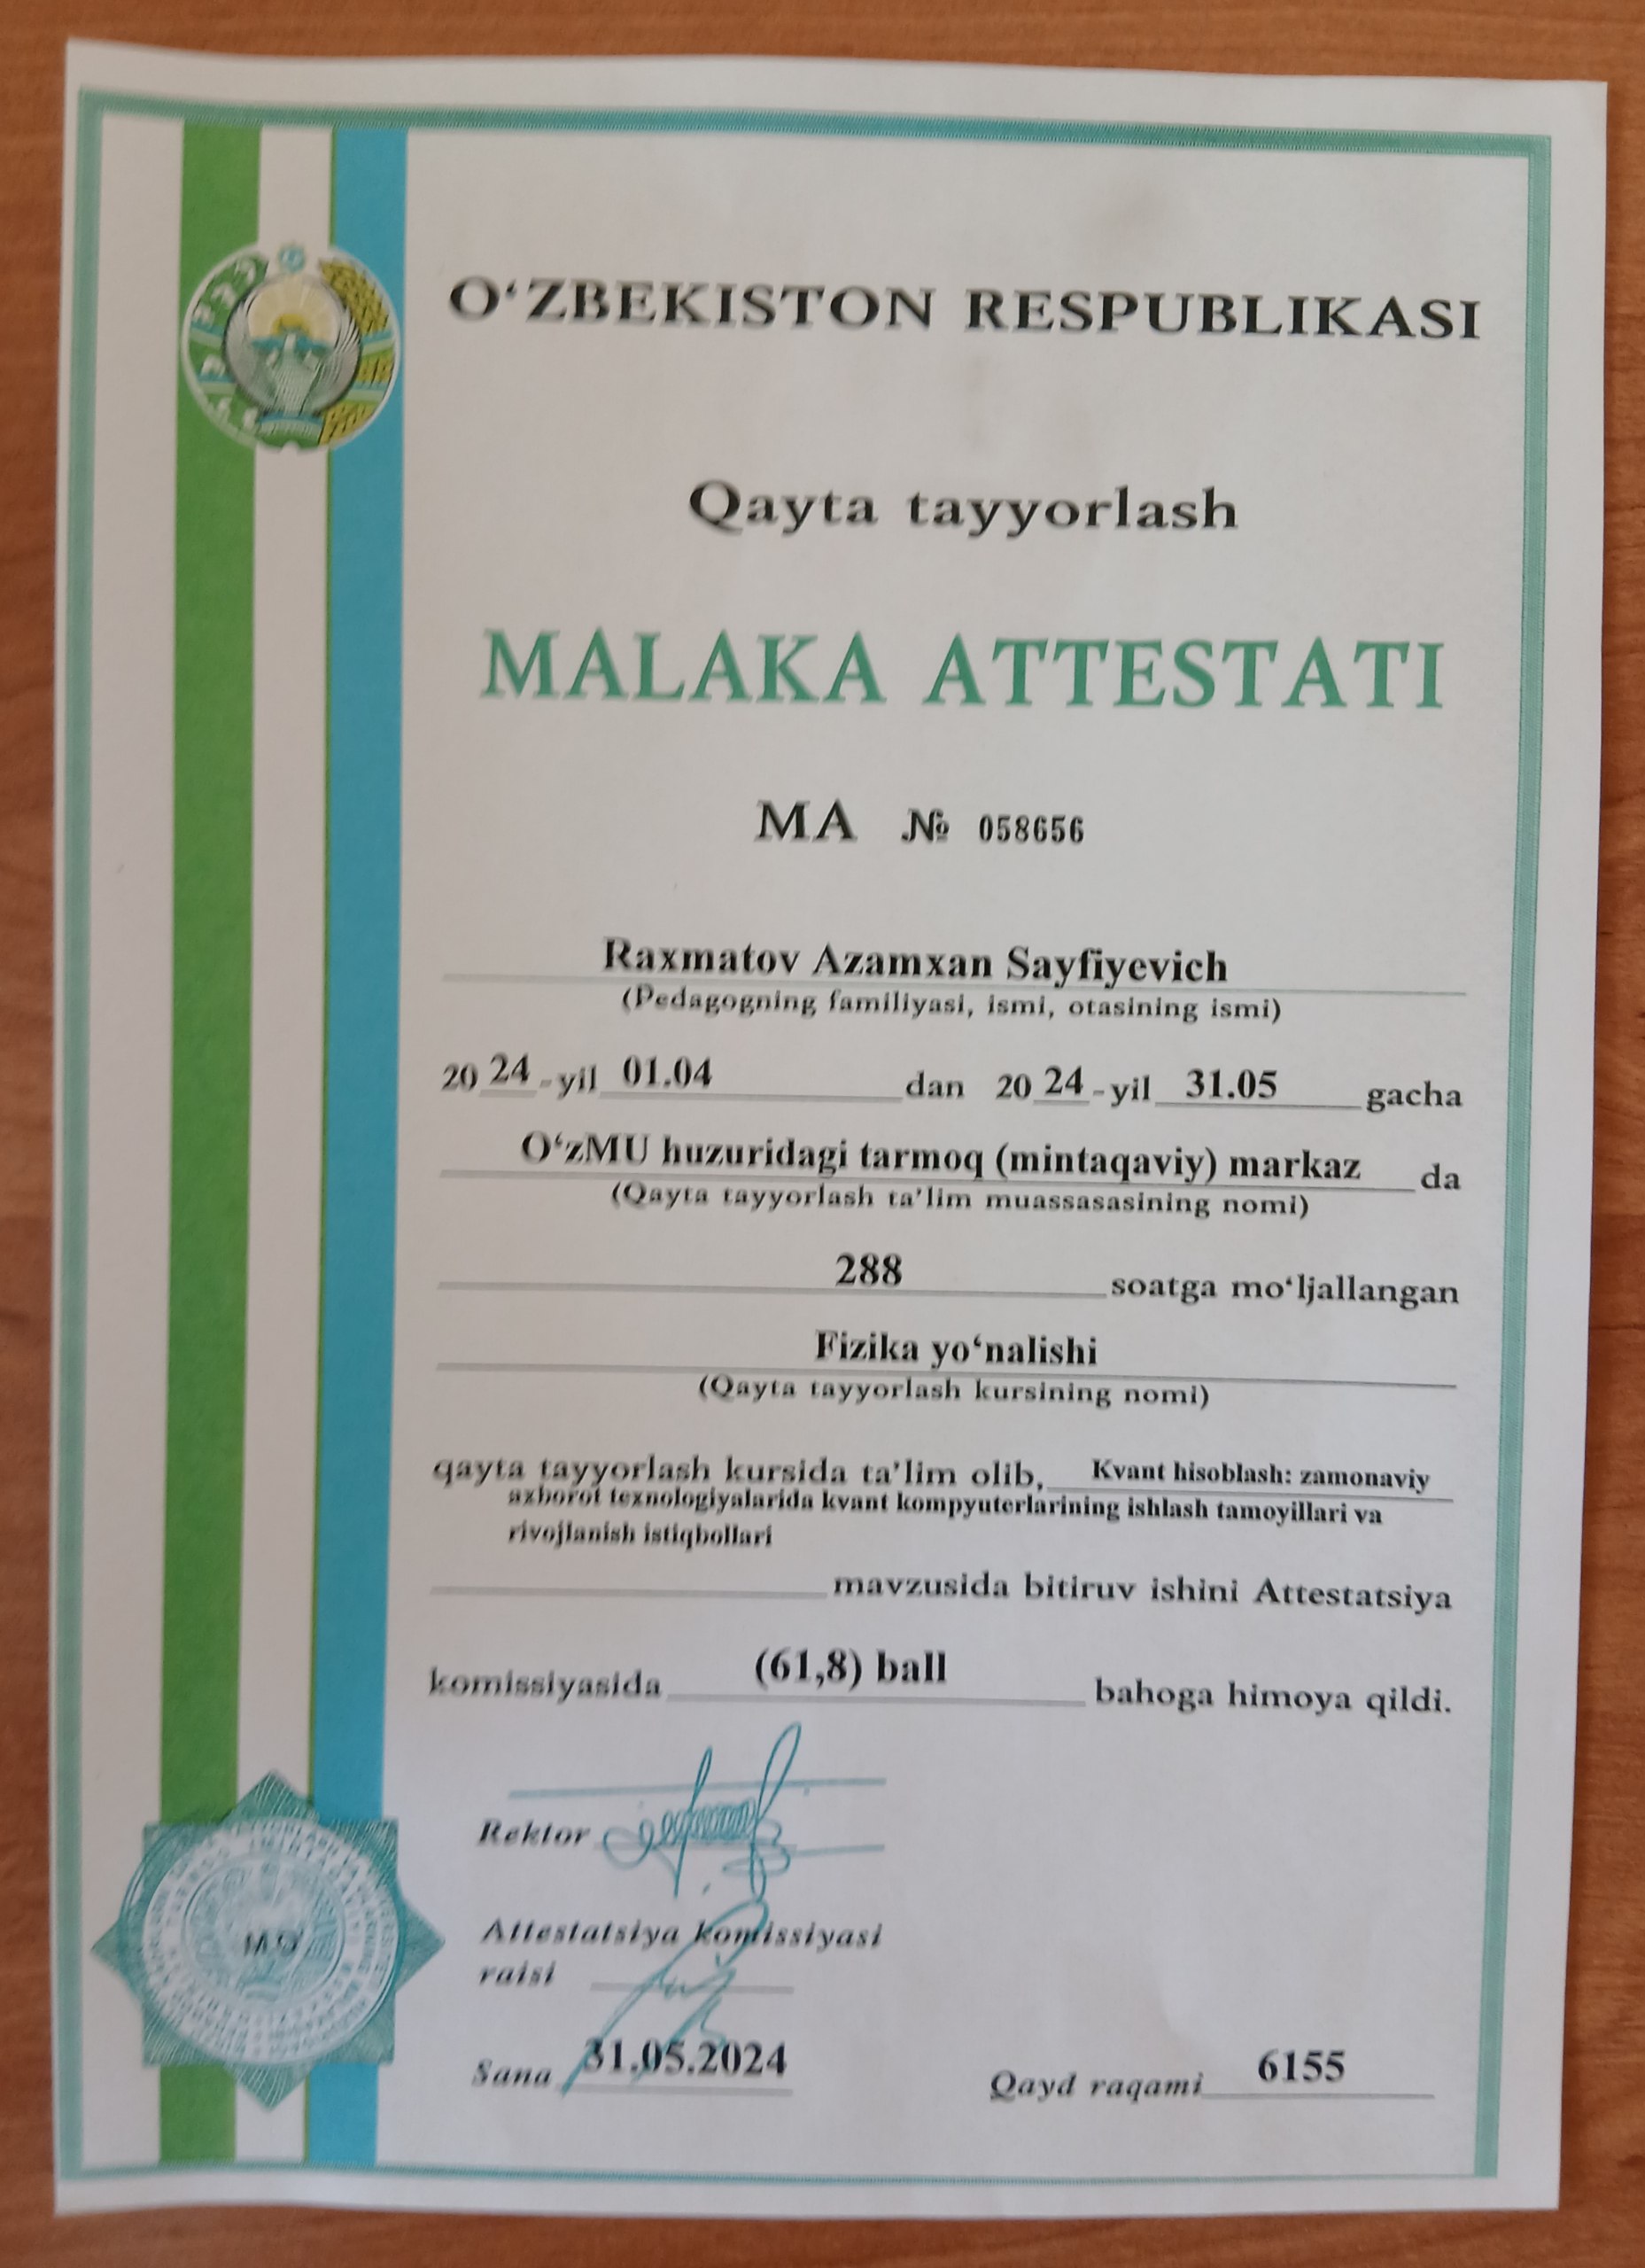 O‘ZBEKISTON RESPUBLIKASI
Qayta tayyorlash
MALAKA ATTESTATI
MA № 058656
Raxmatov Azamxan Sayfiyevich
(Pedagogning familiyasi, ismi, otasining ismi)
20 24 -yil 01.04 dan 20 24 -yil 31.05 gacha
O‘zMU huzuridagi tarmoq (mintaqaviy) markaz da
(Qayta tayyorlash ta’lim muassasasining nomi)
288 soatga mo‘ljallangan
Fizika yo‘nalishi
(Qayta tayyorlash kursining nomi)
qayta tayyorlash kursida ta’lim olib, Kvant hisoblash: zamonaviy
axborot texnologiyalarida kvant kompyuterlarining ishlash tamoyillari va
rivojlanish istiqbollari
mavzusida bitiruv ishini Attestatsiya
komissiyasida (61,8) ball bahoga himoya qildi.
Rektor
Attestatsiya komissiyasi
raisi
Sana 31.05.2024 Qayd raqami 6155